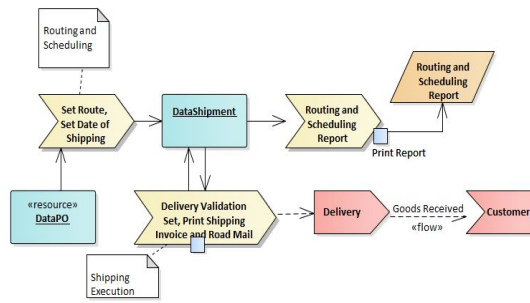 Routing and
Scheduling
Set Route,
Set Date of
Shipping
DataShipment
Routing and
Scheduling
Report
Print Report
Routing and
Scheduling
Report
«resource»
DataPO
Delivery Validation
Set, Print Shipping
Invoice and Road Mail
Delivery
Goods Received
«flow»
Customer
Shipping
Execution